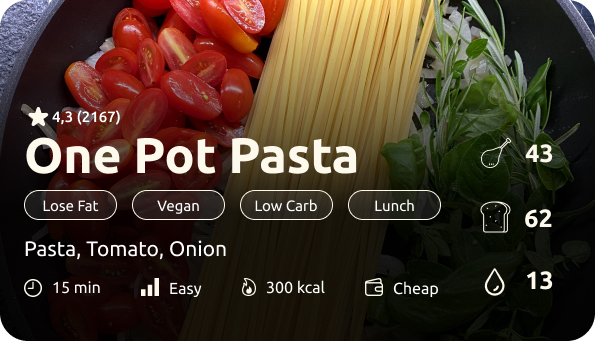 4,3 (2167)
One Pot Pasta
43
Lose Fat Vegan Low Carb Lunch
62
Pasta, Tomato, Onion
15 min Easy 300 kcal Cheap
13